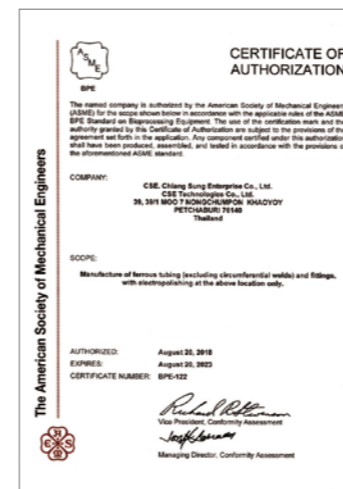 ASME
BPE
CERTIFICATE OF
AUTHORIZATION
The named company is authorized by the American Society of Mechanical Engineers
(ASME) for the scope shown below in accordance with the applicable rules of the ASME
BPE Standard on Bioprocessing Equipment. The use of the certification mark and the
authority granted by this Certificate of Authorization are subject to the provisions of the
agreement set forth in the application. Any component certified under this authorization
shall have been produced, assembled, and tested in accordance with the provisions of
the aforementioned ASME standard.
COMPANY:
CSE. Chiang Sung Enterprise Co., Ltd.
CSE Technologies Co., Ltd.
39, 39/1 MOO 7 NONGCHUMPON KHAOYOY
PETCHABURI 76140
Thailand
SCOPE:
Manufacture of ferrous tubing (excluding circumferential welds) and fittings,
with electropolishing at the above location only.
AUTHORIZED: August 20, 2018
EXPIRES: August 20, 2023
CERTIFICATE NUMBER: BPE-122
Vice President, Conformity Assessment
Managing Director, Conformity Assessment
The American Society of Mechanical Engineers